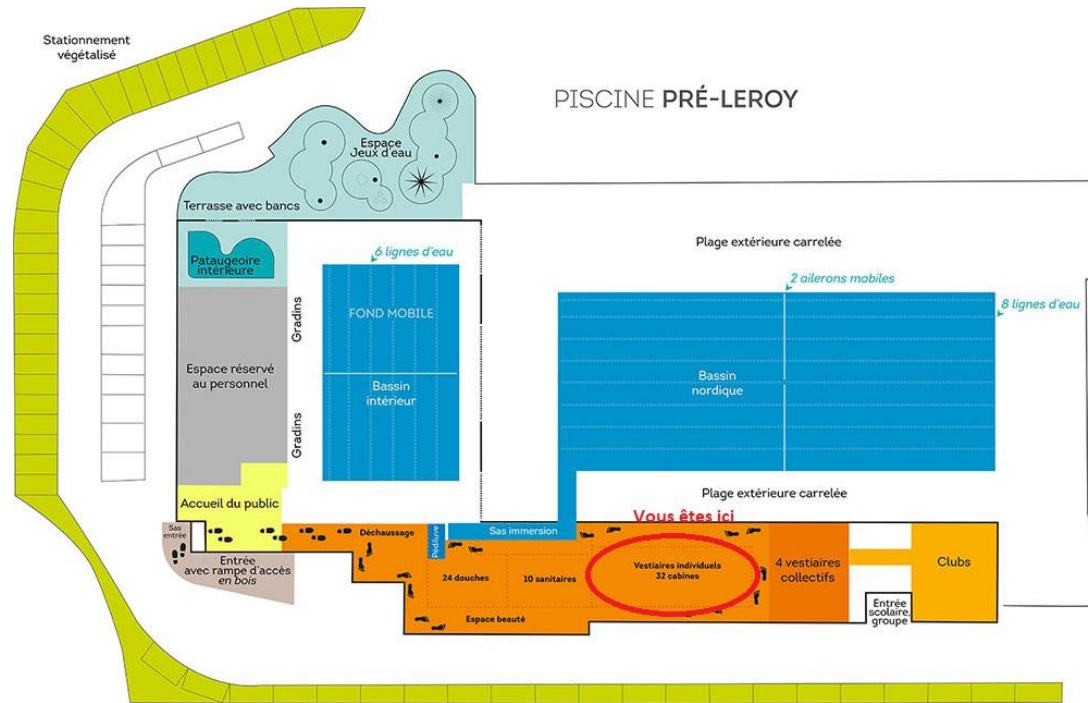 Stationnement
végétalisé
PISCINE PRÉ-LEROY
Espace
Jeux d'eau
Terrasse avec bancs
Pataugeoire
intérieure
6 lignes d'eau
Plage extérieure carrelée
2 ailerons mobiles
8 lignes d'eau
FOND MOBILE
Gradins
Espace réservé
au personnel
Bassin
intérieur
Bassin
nordique
Gradins
Accueil du public
Plage extérieure carrelée
Vous êtes ici
Sas
entrée
Déchaussage
Pédiluve
Sas immersion
Entrée
avec rampe d'accès
en bois
24 douches
10 sanitaires
Vestiaires individuels
32 cabines
4 vestiaires
collectifs
Clubs
Entrée
scolaire,
groupe
Espace beauté